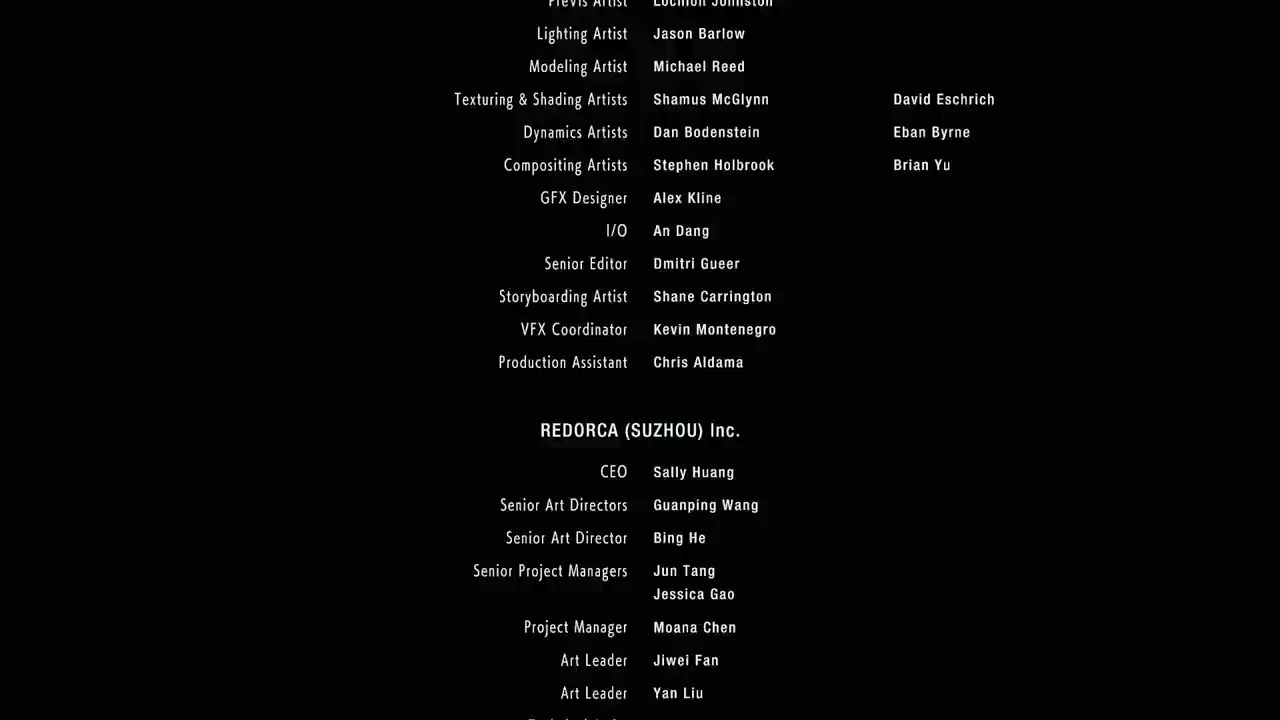 PreVis Artist Lochlon Johnston
Lighting Artist Jason Barlow
Modeling Artist Michael Reed
Texturing & Shading Artists Shamus McGlynn David Eschrich
Dynamics Artists Dan Bodenstein Eban Byrne
Compositing Artists Stephen Holbrook Brian Yu
GFX Designer Alex Kline
I/O An Dang
Senior Editor Dmitri Gueer
Storyboarding Artist Shane Carrington
VFX Coordinator Kevin Montenegro
Production Assistant Chris Aldama
REDORCA (SUZHOU) Inc.
CEO Sally Huang
Senior Art Directors Guanping Wang
Senior Art Director Bing He
Senior Project Managers Jun Tang
Jessica Gao
Project Manager Moana Chen
Art Leader Jiwei Fan
Art Leader Yan Liu